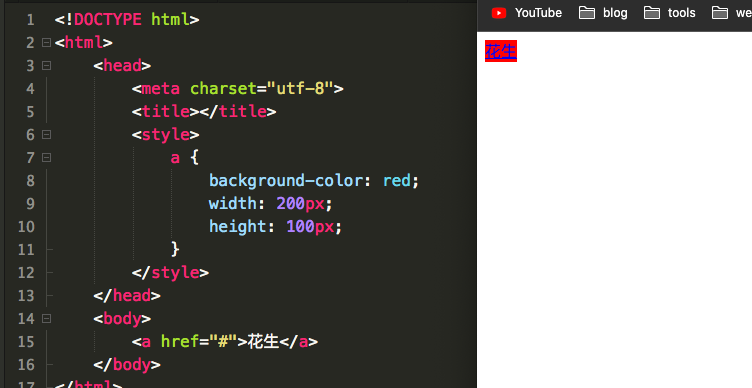 YouTube blog tools we
1 <!DOCTYPE html>
2 <html>
3 <head>
4 <meta charset="utf-8">
5 <title></title>
6 <style>
7 a {
8 background-color: red;
9 width: 200px;
10 height: 100px;
11 }
12 </style>
13 </head>
14 <body>
15 <a href="#">花生</a>
16 </body>
17 </html>
花生